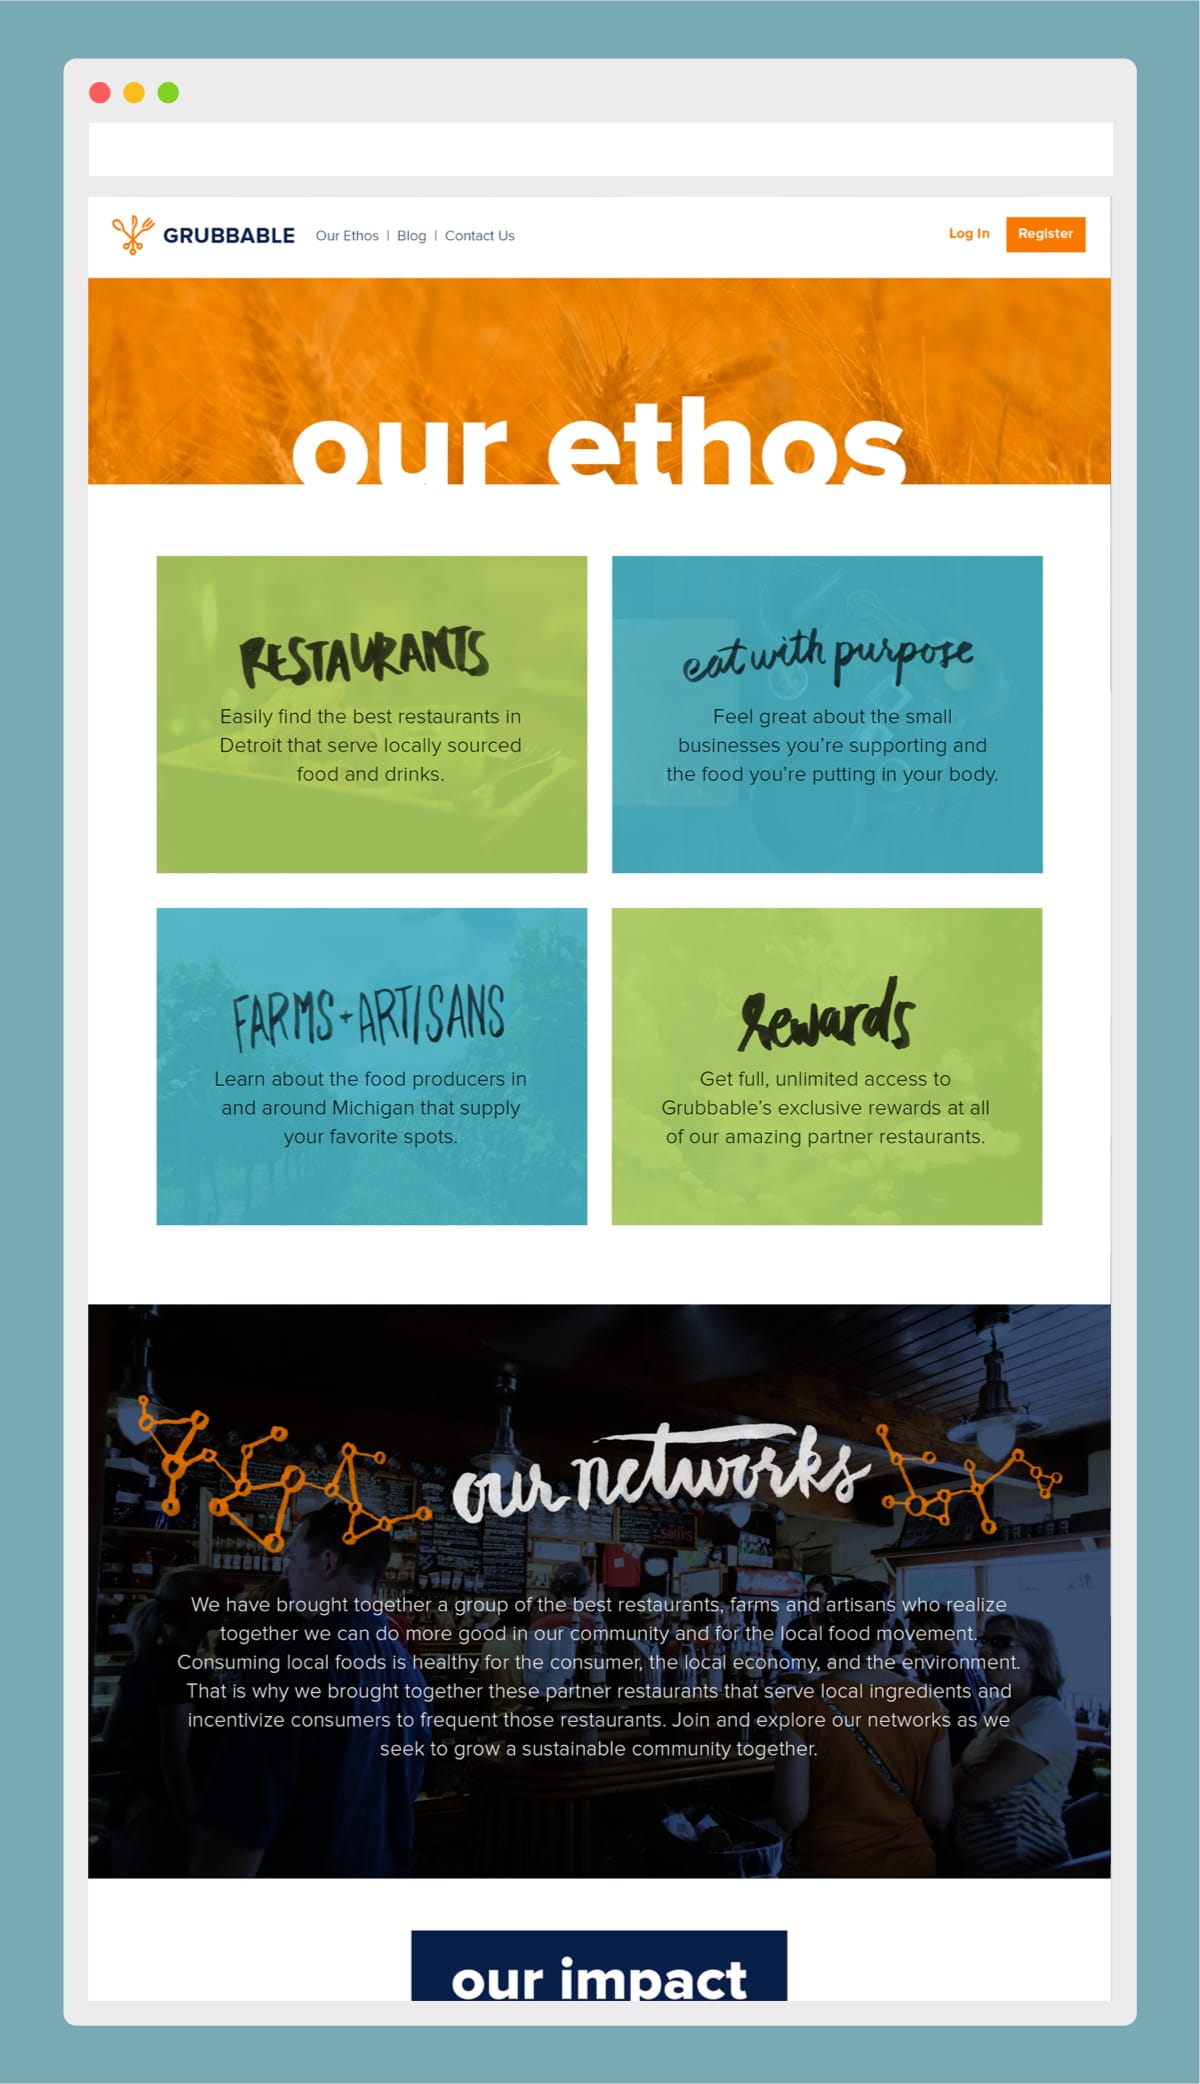 GRUBBABLE
Our Ethos | Blog | Contact Us
Log In
Register
our ethos
RESTAURANTS
Easily find the best restaurants in
Detroit that serve locally sourced
food and drinks.
eat with purpose
Feel great about the small
businesses you’re supporting and
the food you’re putting in your body.
FARMS + ARTISANS
Learn about the food producers in
and around Michigan that supply
your favorite spots.
Rewards
Get full, unlimited access to
Grubbable’s exclusive rewards at all
of our amazing partner restaurants.
our networks
SOUPS
We have brought together a group of the best restaurants, farms and artisans who realize
together we can do more good in our community and for the local food movement.
Consuming local foods is healthy for the consumer, the local economy, and the environment.
That is why we brought together these partner restaurants that serve local ingredients and
incentivize consumers to frequent those restaurants. Join and explore our networks as we
seek to grow a sustainable community together.
our impact